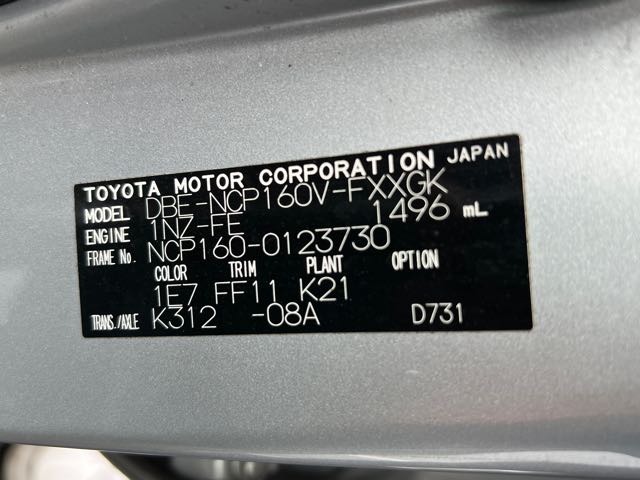 TOYOTA MOTOR CORPORATION JAPAN
MODEL DBE-NCP160V-FXXGK
ENGINE 1NZ-FE 1496 mL
FRAME No. NCP160-0123730
COLOR TRIM PLANT OPTION
1E7 FF11 K21
TRANS./AXLE K312 -08A D731